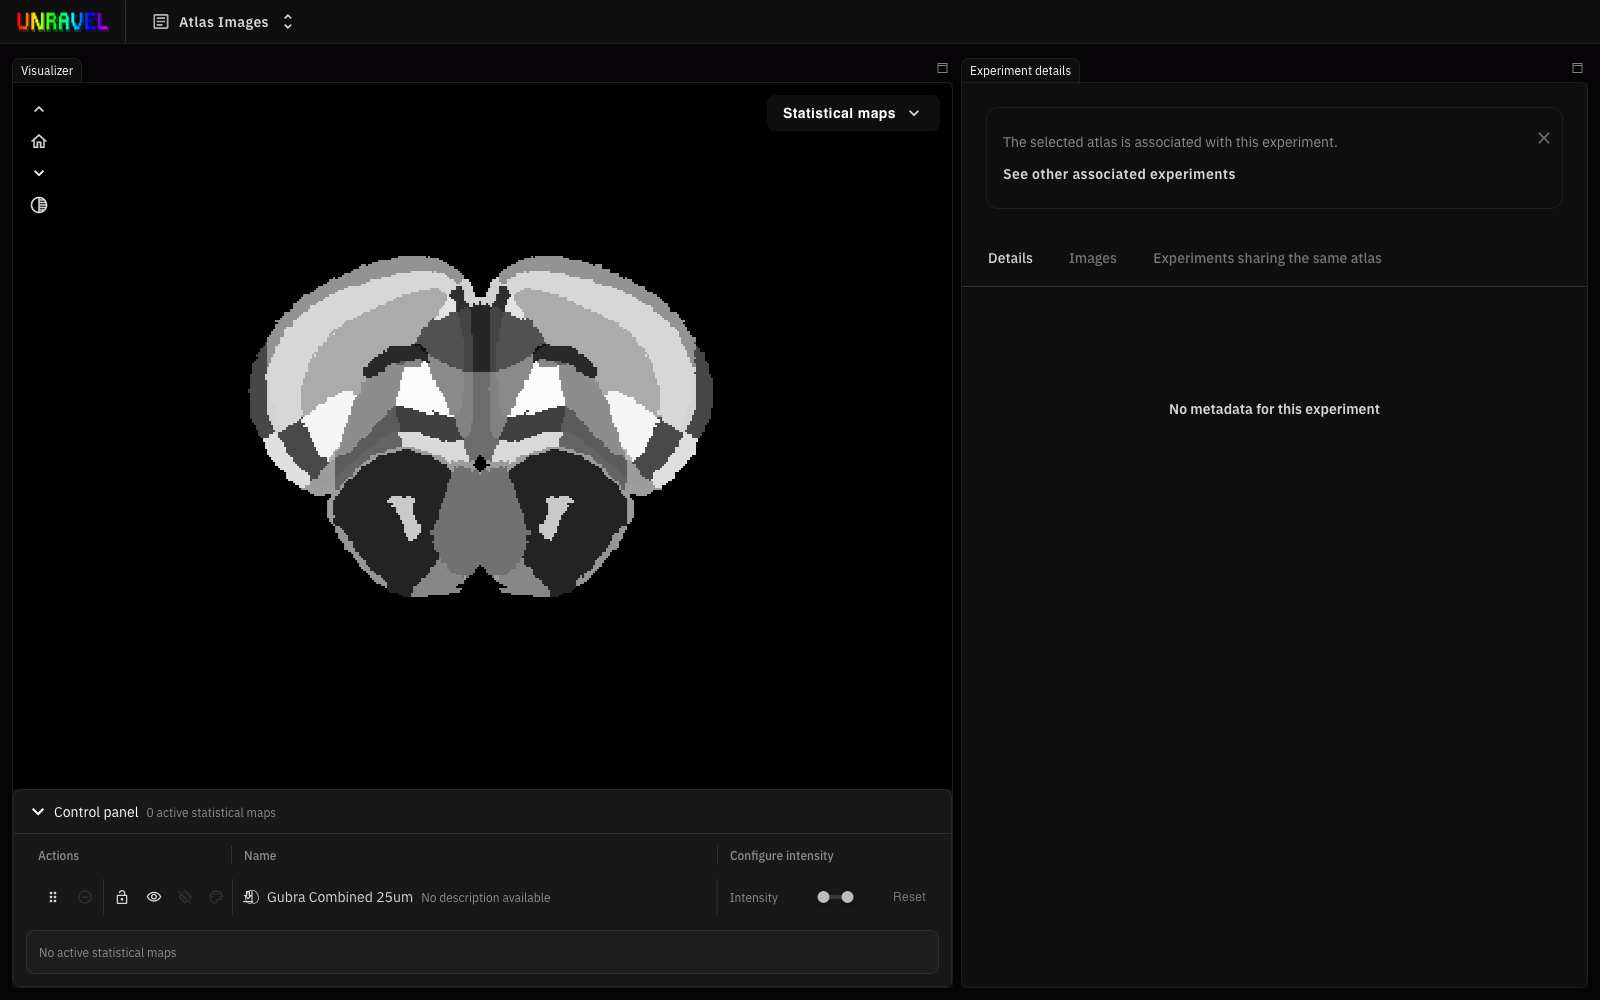 UNRAVEL
Atlas Images
Visualizer
Statistical maps
Control panel 0 active statistical maps
Actions Name Configure intensity
Gubra Combined 25um No description available Intensity Reset
No active statistical maps
Experiment details
The selected atlas is associated with this experiment.
See other associated experiments
Details Images Experiments sharing the same atlas
No metadata for this experiment